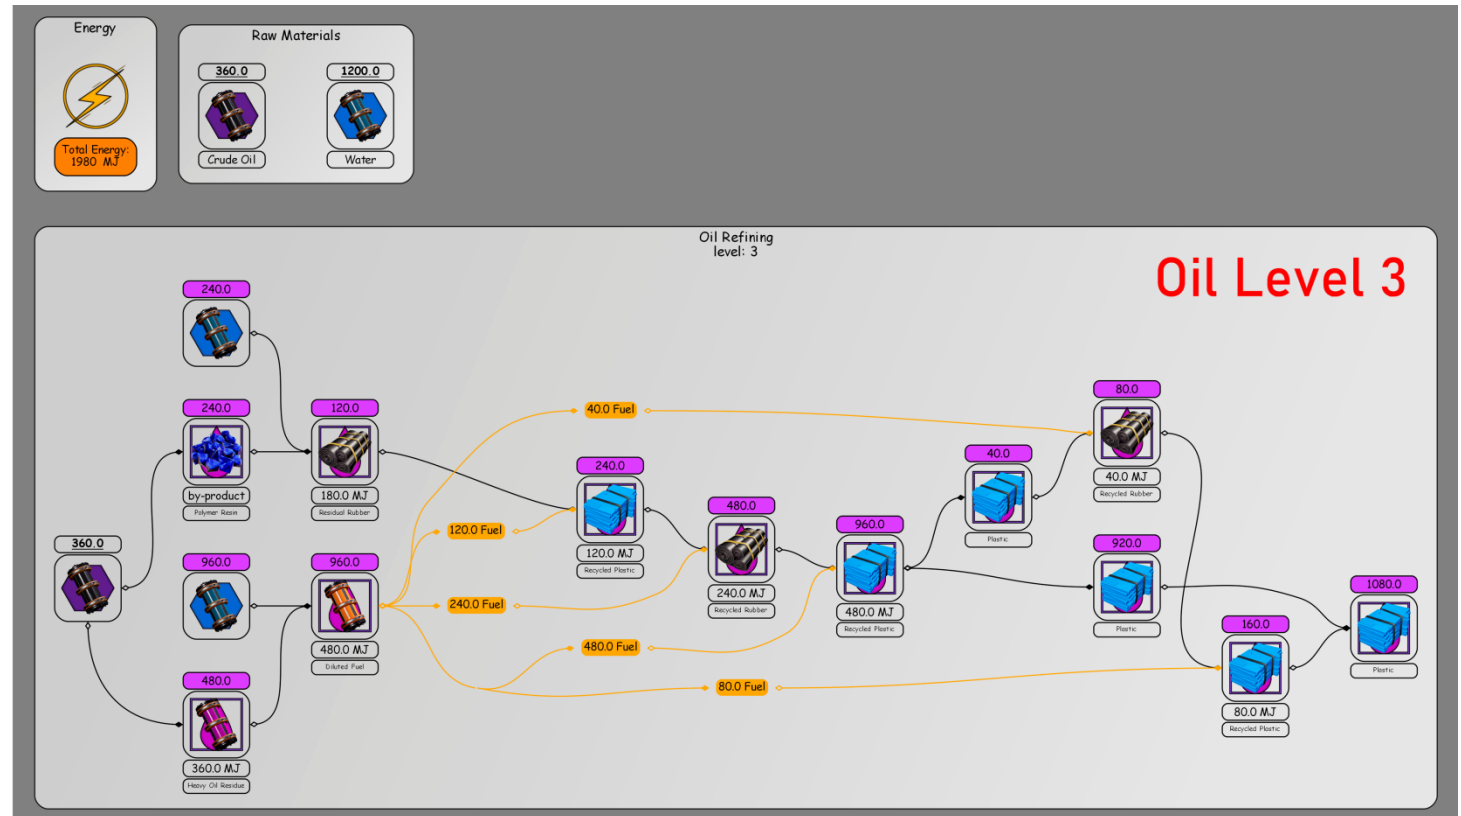 Energy
Total Energy:
1980 MJ
Raw Materials
360.0
Crude Oil
1200.0
Water
Oil Refining
level: 3
Oil Level 3
240.0
240.0
by-product
Polymer Resin
120.0
180.0 MJ
Residual Rubber
360.0
960.0
960.0
480.0 MJ
Diluted Fuel
480.0
360.0 MJ
Heavy Oil Residue
40.0 Fuel
120.0 Fuel
240.0 Fuel
480.0 Fuel
80.0 Fuel
240.0
120.0 MJ
Recycled Plastic
480.0
240.0 MJ
Recycled Rubber
960.0
480.0 MJ
Recycled Plastic
40.0
Plastic
80.0
40.0 MJ
Recycled Rubber
920.0
Plastic
160.0
80.0 MJ
Recycled Plastic
1080.0
Plastic